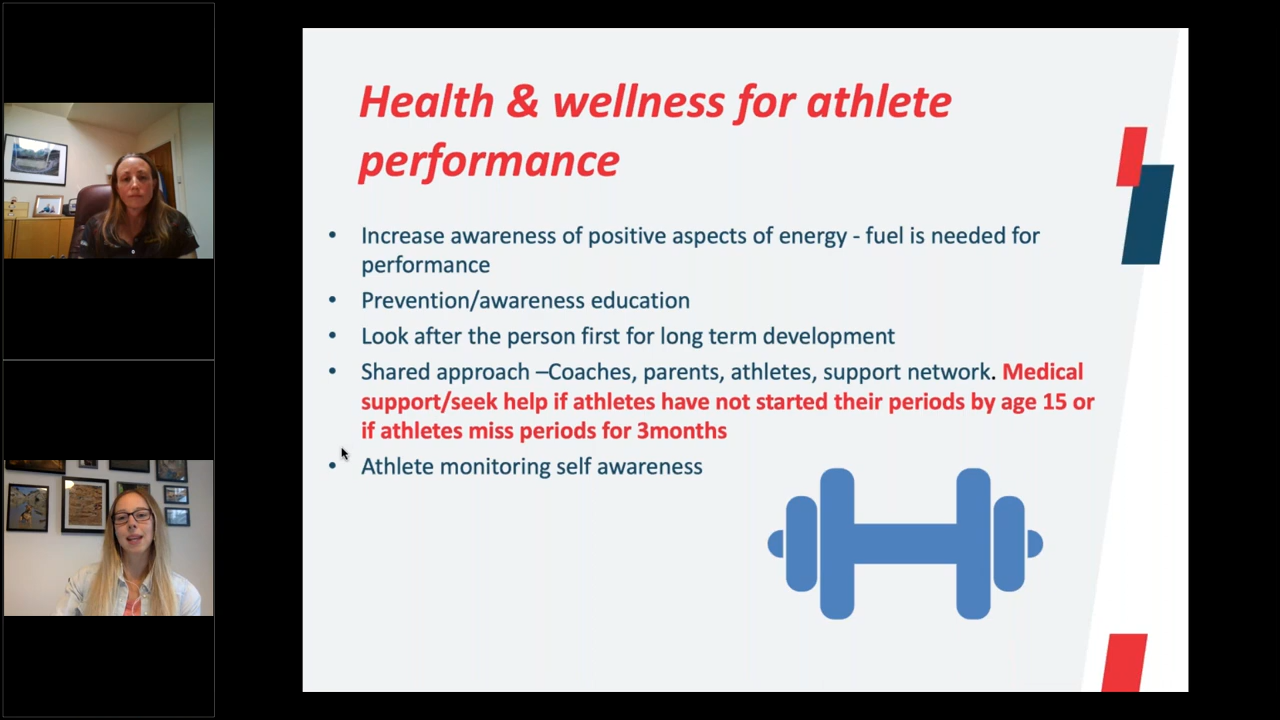 Health & wellness for athlete
performance
• Increase awareness of positive aspects of energy - fuel is needed for
performance
• Prevention/awareness education
• Look after the person first for long term development
• Shared approach –Coaches, parents, athletes, support network. Medical
support/seek help if athletes have not started their periods by age 15 or
if athletes miss periods for 3months
• Athlete monitoring self awareness